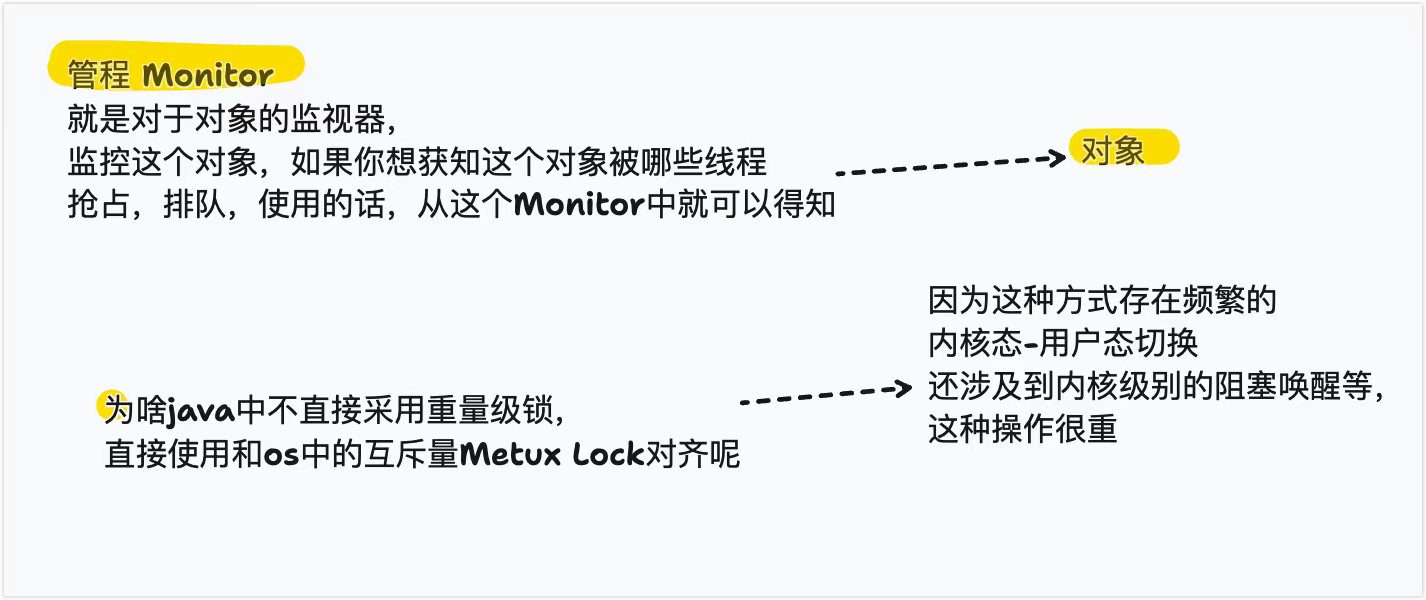 管程 Monitor
就是对于对象的监视器，
监控这个对象，如果你想获知这个对象被哪些线程
抢占，排队，使用的话，从这个Monitor中就可以得知
对象
为啥java中不直接采用重量级锁，
直接使用和os中的互斥量Metux Lock对齐呢
因为这种方式存在频繁的
内核态-用户态切换
还涉及到内核级别的阻塞唤醒等，
这种操作很重